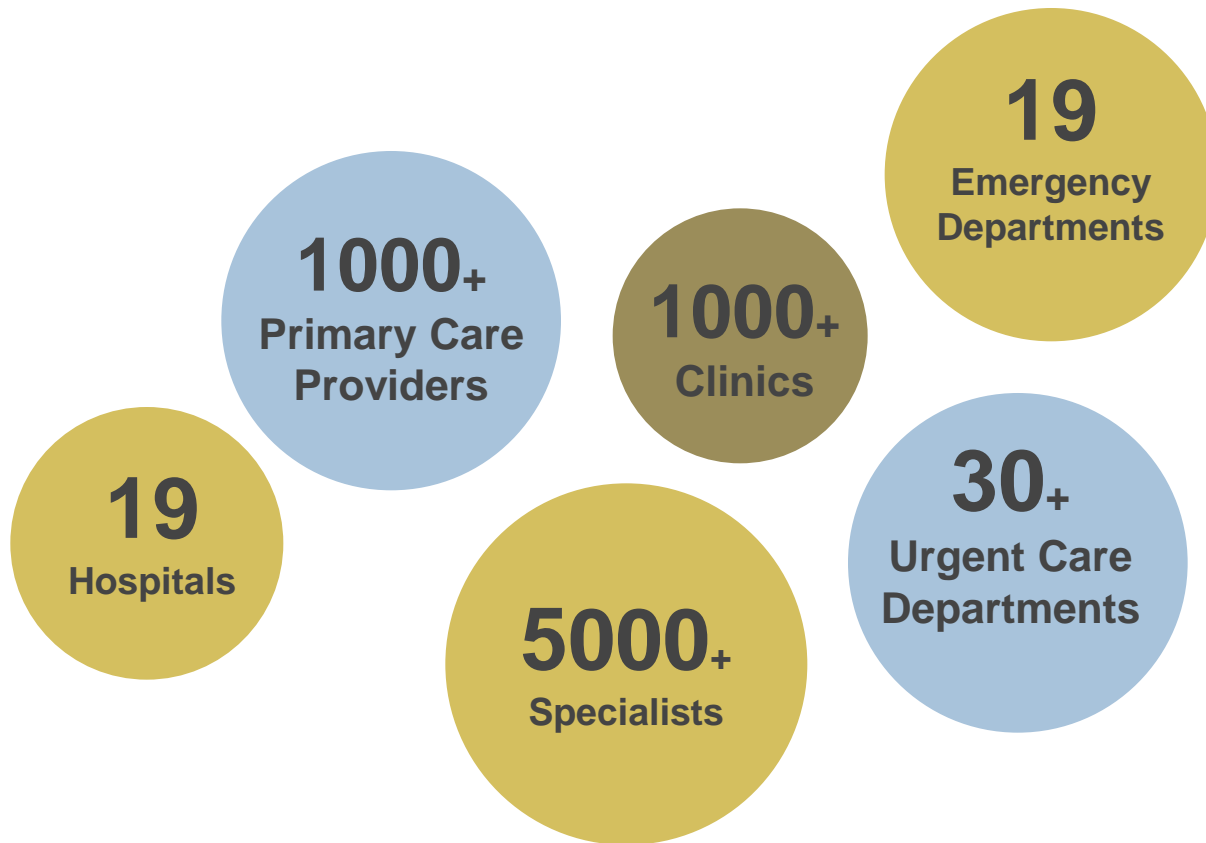 19
Emergency
Departments
1000+
Primary Care
Providers
1000+
Clinics
19
Hospitals
30+
Urgent Care
Departments
5000+
Specialists